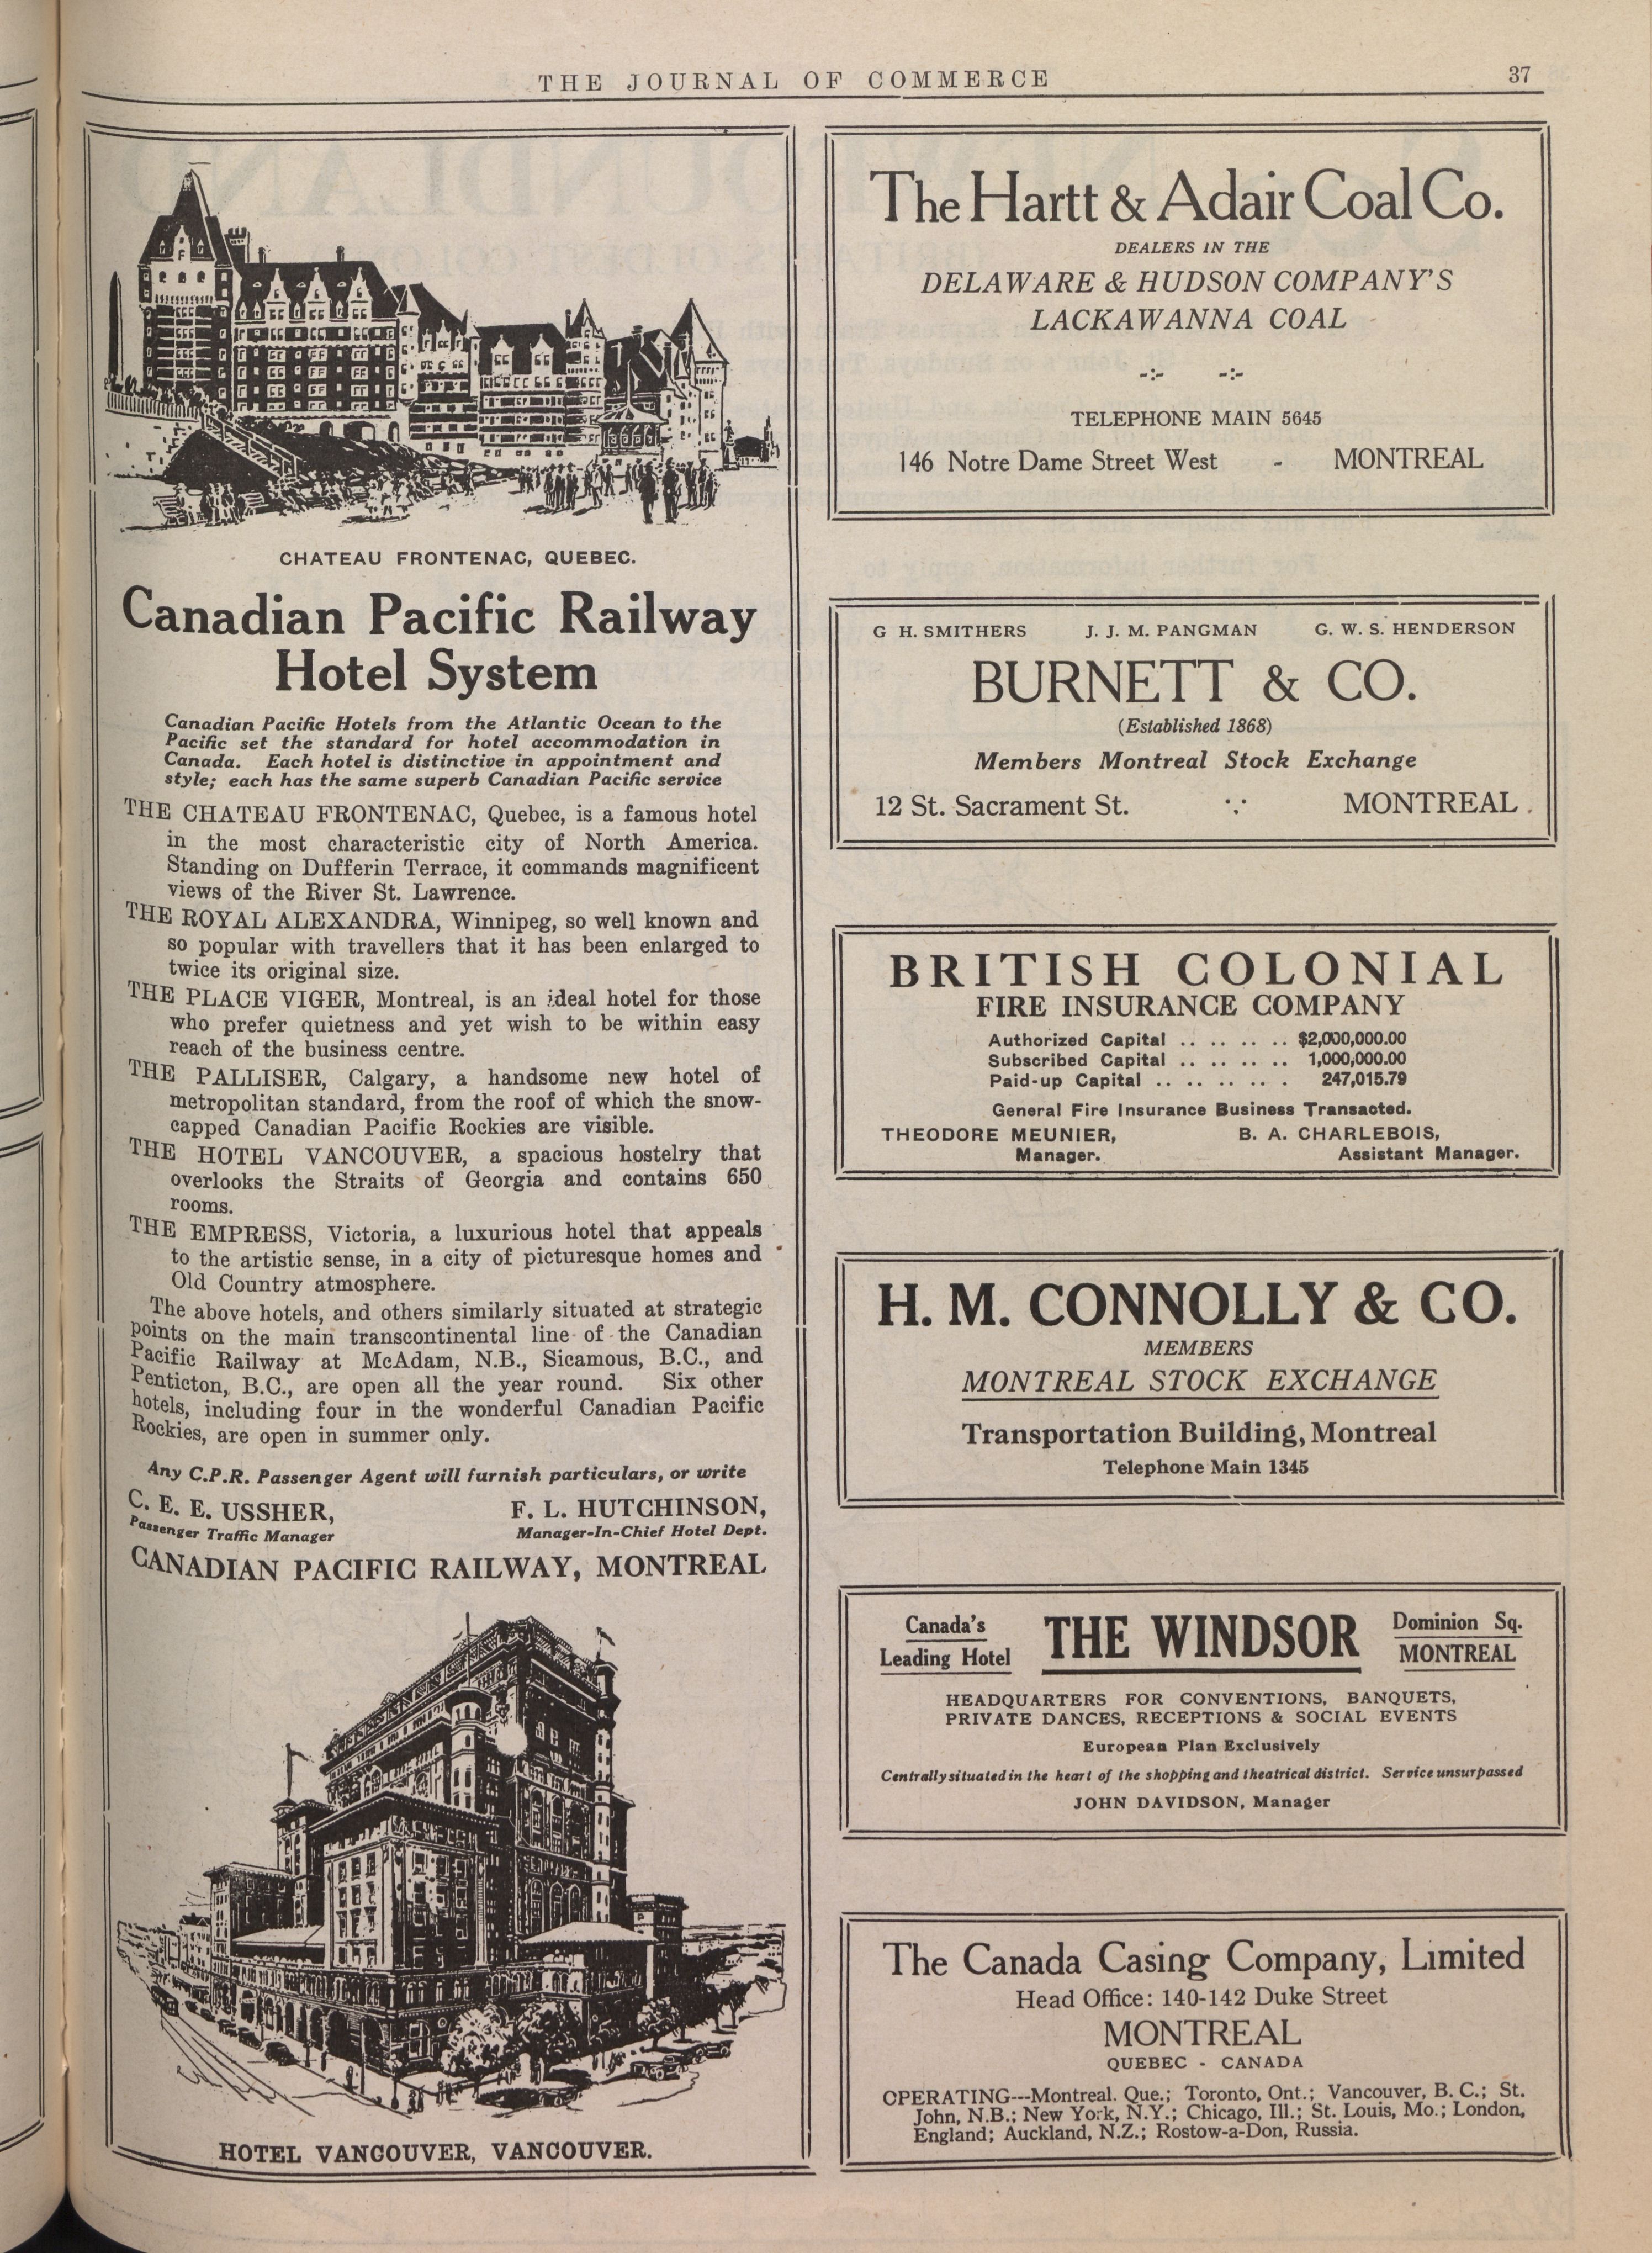 THE JOURNAL OF COMMERCE
37
CHATEAU FRONTENAC, QUEBEC.
Canadian Pacific Railway
Hotel System
Canadian Pacific Hotels from the Atlantic Ocean to the
Pacific set the standard for hotel accommodation in
Canada. Each hotel is distinctive in appointment and
style; each has the same superb Canadian Pacific service
THE CHATEAU FRONTENAC, Quebec, is a famous hotel
in the most characteristic city of North America.
Standing on Dufferin Terrace, it commands magnificent
views of the River St. Lawrence.
THE ROYAL ALEXANDRA, Winnipeg, so well known and
so popular with travellers that it has been enlarged to
twice its original size.
THE PLACE VIGER, Montreal, is an ideal hotel for those
who prefer quietness and yet wish to be within easy
reach of the business centre.
THE PALLISER, Calgary, a handsome new hotel of
metropolitan standard, from the roof of which the snow-
capped Canadian Pacific Rockies are visible.
THE HOTEL VANCOUVER, a spacious hostelry that
overlooks the Straits of Georgia and contains 650
rooms.
THE EMPRESS, Victoria, a luxurious hotel that appeals
to the artistic sense, in a city of picturesque homes and
Old Country atmosphere.
The above hotels, and others similarly situated at strategic
points on the main transcontinental line of the Canadian
Pacific Railway at McAdam, N.B., Sicamous, B.C., and
Penticton, B.C., are open all the year round. Six other
hotels, including four in the wonderful Canadian Pacific
Rockies, are open in summer only.
Any C.P.R. Passenger Agent will furnish particulars, or write
C. E. E. USSHER, F. L. HUTCHINSON,
Passenger Traffic Manager Manager-In-Chief Hotel Dept.
CANADIAN PACIFIC RAILWAY, MONTREAL
HOTEL VANCOUVER, VANCOUVER.
The Hartt & Adair Coal Co.
DEALERS IN THE
DELAWARE & HUDSON COMPANY'S
LACKAWANNA COAL
-:- -:-
TELEPHONE MAIN 5645
146 Notre Dame Street West - MONTREAL
G H. SMITHERS J. J. M. PANGMAN G. W. S. HENDERSON
BURNETT & CO.
(Established 1868)
Members Montreal Stock Exchange
12 St. Sacrament St. ∵ MONTREAL
BRITISH COLONIAL
FIRE INSURANCE COMPANY
Authorized Capital .. .. .. .. $2,000,000.00
Subscribed Capital .. .. .. .. 1,000,000.00
Paid-up Capital .. .. .. .. . 247,015.79
General Fire Insurance Business Transacted.
THEODORE MEUNIER, B. A. CHARLEBOIS,
Manager. Assistant Manager.
H. M. CONNOLLY & CO.
MEMBERS
MONTREAL STOCK EXCHANGE
Transportation Building, Montreal
Telephone Main 1345
Canada's
Leading Hotel
THE WINDSOR
Dominion Sq.
MONTREAL
HEADQUARTERS FOR CONVENTIONS, BANQUETS,
PRIVATE DANCES, RECEPTIONS & SOCIAL EVENTS
European Plan Exclusively
Centrally situated in the heart of the shopping and theatrical district. Service unsurpassed
JOHN DAVIDSON, Manager
The Canada Casing Company, Limited
Head Office: 140-142 Duke Street
MONTREAL
QUEBEC - CANADA
OPERATING---Montreal. Que.; Toronto, Ont.; Vancouver, B. C.; St.
John, N.B.: New York, N.Y.; Chicago, Ill.; St. Louis, Mo.; London,
England; Auckland, N.Z.; Rostow-a-Don, Russia.